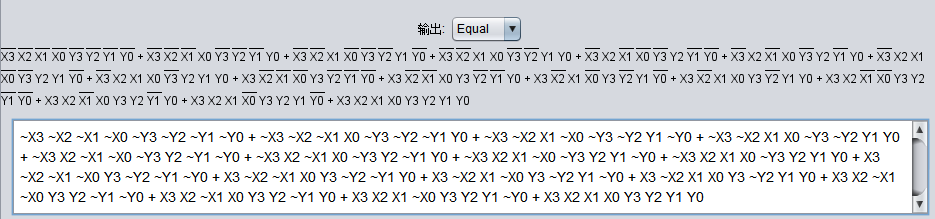 输出: Equal
X3 X2 X1 X0 Y3 Y2 Y1 Y0 + X3 X2 X1 X0 Y3 Y2 Y1 Y0 + X3 X2 X1 X0 Y3 Y2 Y1 Y0 + X3 X2 X1 X0 Y3 Y2 Y1 Y0 + X3 X2 X1 X0 Y3 Y2 Y1 Y0 + X3 X2 X1 X0 Y3 Y2 Y1 Y0 + X3 X2 X1
X0 Y3 Y2 Y1 Y0 + X3 X2 X1 X0 Y3 Y2 Y1 Y0 + X3 X2 X1 X0 Y3 Y2 Y1 Y0 + X3 X2 X1 X0 Y3 Y2 Y1 Y0 + X3 X2 X1 X0 Y3 Y2 Y1 Y0 + X3 X2 X1 X0 Y3 Y2 Y1 Y0 + X3 X2 X1 X0 Y3 Y2
Y1 Y0 + X3 X2 X1 X0 Y3 Y2 Y1 Y0 + X3 X2 X1 X0 Y3 Y2 Y1 Y0 + X3 X2 X1 X0 Y3 Y2 Y1 Y0
~X3 ~X2 ~X1 ~X0 ~Y3 ~Y2 ~Y1 ~Y0 + ~X3 ~X2 ~X1 X0 ~Y3 ~Y2 ~Y1 Y0 + ~X3 ~X2 X1 ~X0 ~Y3 ~Y2 Y1 ~Y0 + ~X3 ~X2 X1 X0 ~Y3 ~Y2 Y1 Y0
+ ~X3 X2 ~X1 ~X0 ~Y3 Y2 ~Y1 ~Y0 + ~X3 X2 ~X1 X0 ~Y3 Y2 ~Y1 Y0 + ~X3 X2 X1 ~X0 ~Y3 Y2 Y1 ~Y0 + ~X3 X2 X1 X0 ~Y3 Y2 Y1 Y0 + X3
~X2 ~X1 ~X0 Y3 ~Y2 ~Y1 ~Y0 + X3 ~X2 ~X1 X0 Y3 ~Y2 ~Y1 Y0 + X3 ~X2 X1 ~X0 Y3 ~Y2 Y1 ~Y0 + X3 ~X2 X1 X0 Y3 ~Y2 Y1 Y0 + X3 X2 ~X1
~X0 Y3 Y2 ~Y1 ~Y0 + X3 X2 ~X1 X0 Y3 Y2 ~Y1 Y0 + X3 X2 X1 ~X0 Y3 Y2 Y1 ~Y0 + X3 X2 X1 X0 Y3 Y2 Y1 Y0